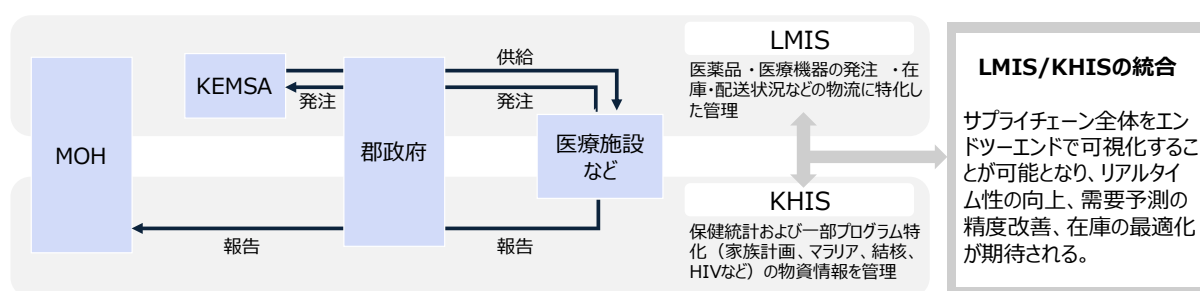 MOH
KEMSA
郡政府
医療施設
など
供給
発注
発注
報告
報告
LMIS
医薬品・医療機器の発注 ・在
庫・配送状況などの物流に特化し
た管理
KHIS
保健統計および一部プログラム特
化（家族計画、マラリア、結核、
HIVなど）の物資情報を管理
LMIS/KHISの統合
サプライチェーン全体をエン
ドツーエンドで可視化するこ
とが可能となり、リアルタイ
ム性の向上、需要予測の
精度改善、在庫の最適化
が期待される。